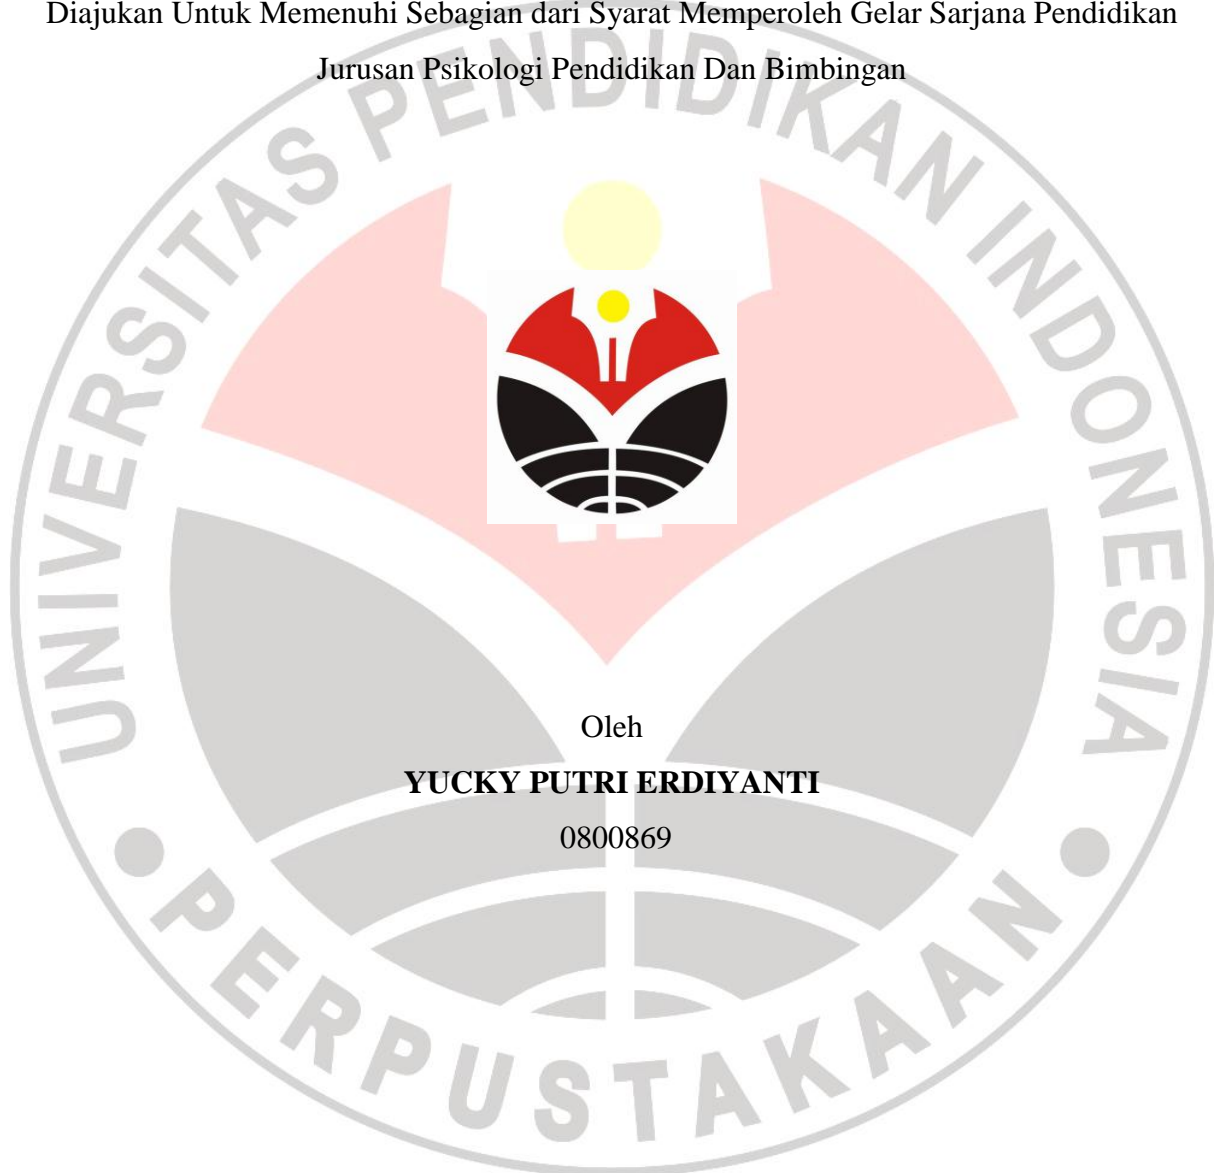 Diajukan Untuk Memenuhi Sebagian dari Syarat Memperoleh Gelar Sarjana Pendidikan
Jurusan Psikologi Pendidikan Dan Bimbingan
UNIVERSITAS PENDIDIKAN INDONESIA
Oleh
YUCKY PUTRI ERDIYANTI
0800869
PERPUSTAKAAN